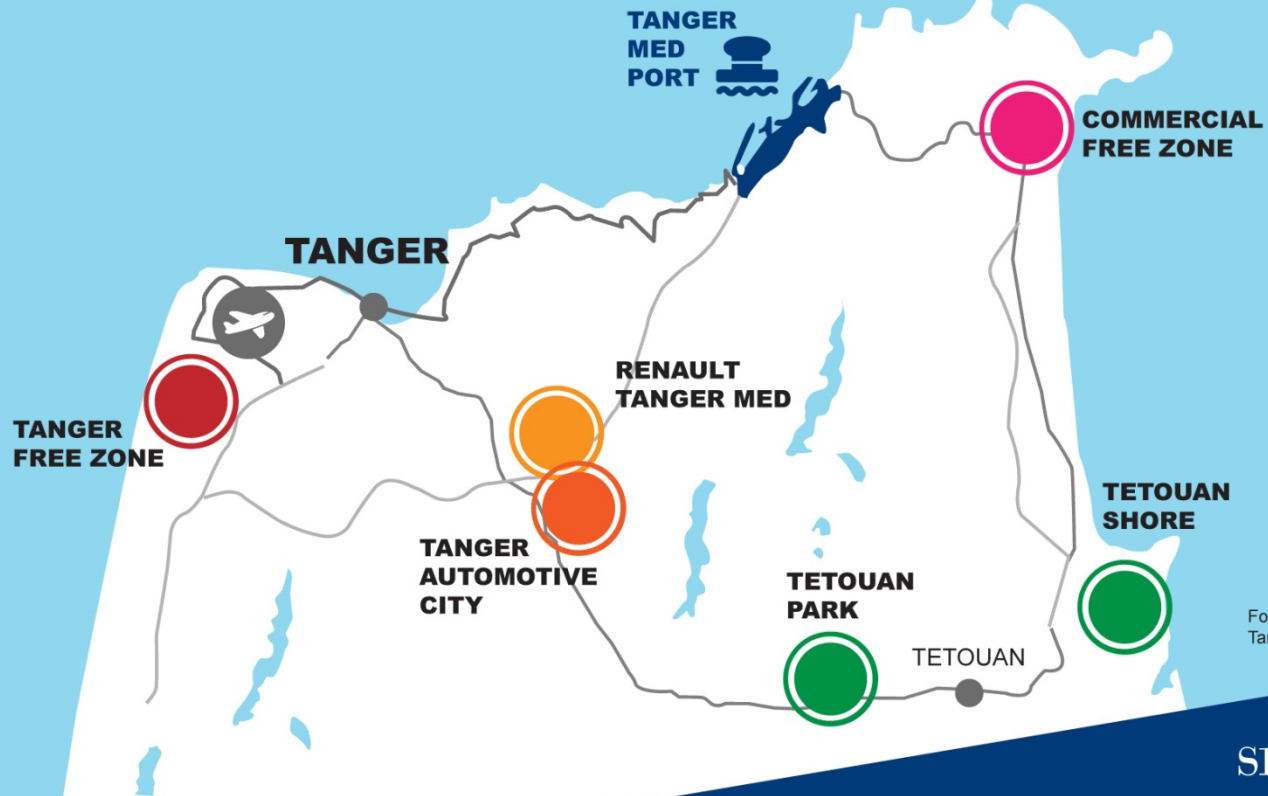 TANGER
MED
PORT
COMMERCIAL
FREE ZONE
TANGER
RENAULT
TANGER MED
TANGER
FREE ZONE
TETOUAN
SHORE
TANGER
AUTOMOTIVE
CITY
TETOUAN
PARK
TETOUAN